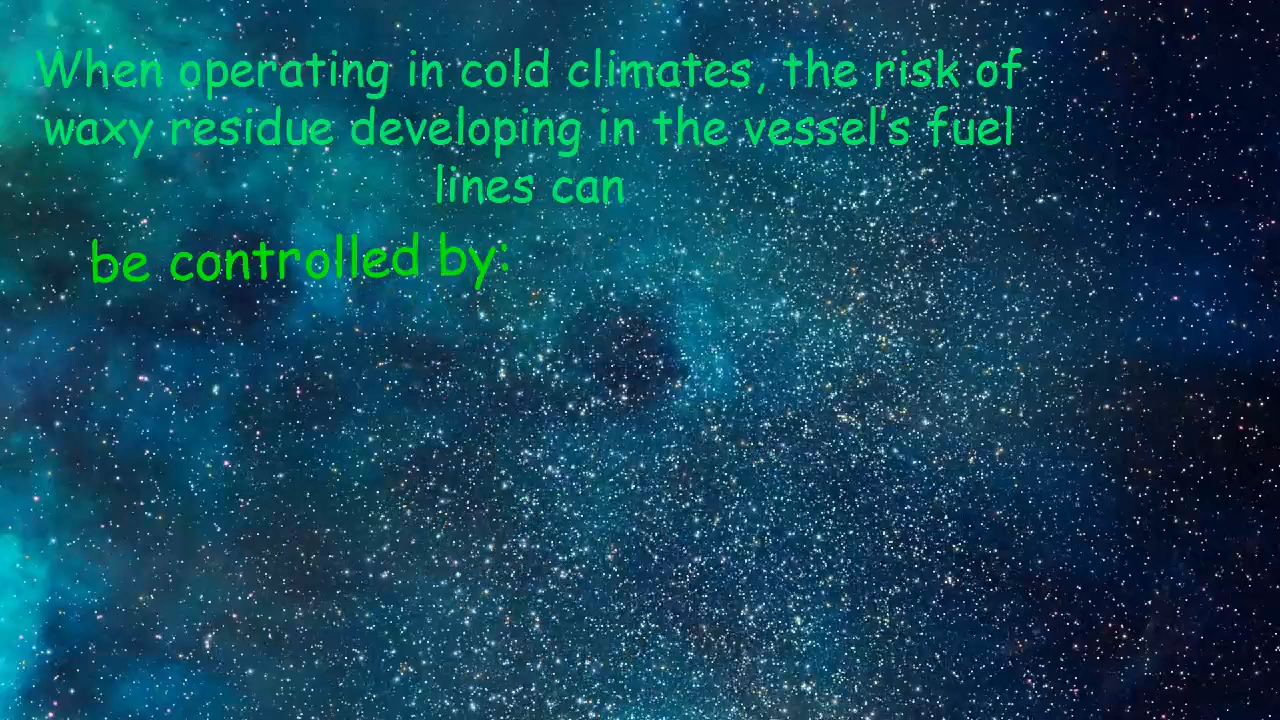 When operating in cold climates, the risk of
waxy residue developing in the vessel's fuel
lines can
be controlled by: